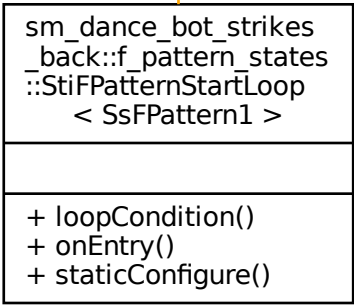 sm_dance_bot_strikes
_back::f_pattern_states
::StiFPatternStartLoop
< SsFPattern1 >
+ loopCondition()
+ onEntry()
+ staticConfigure()